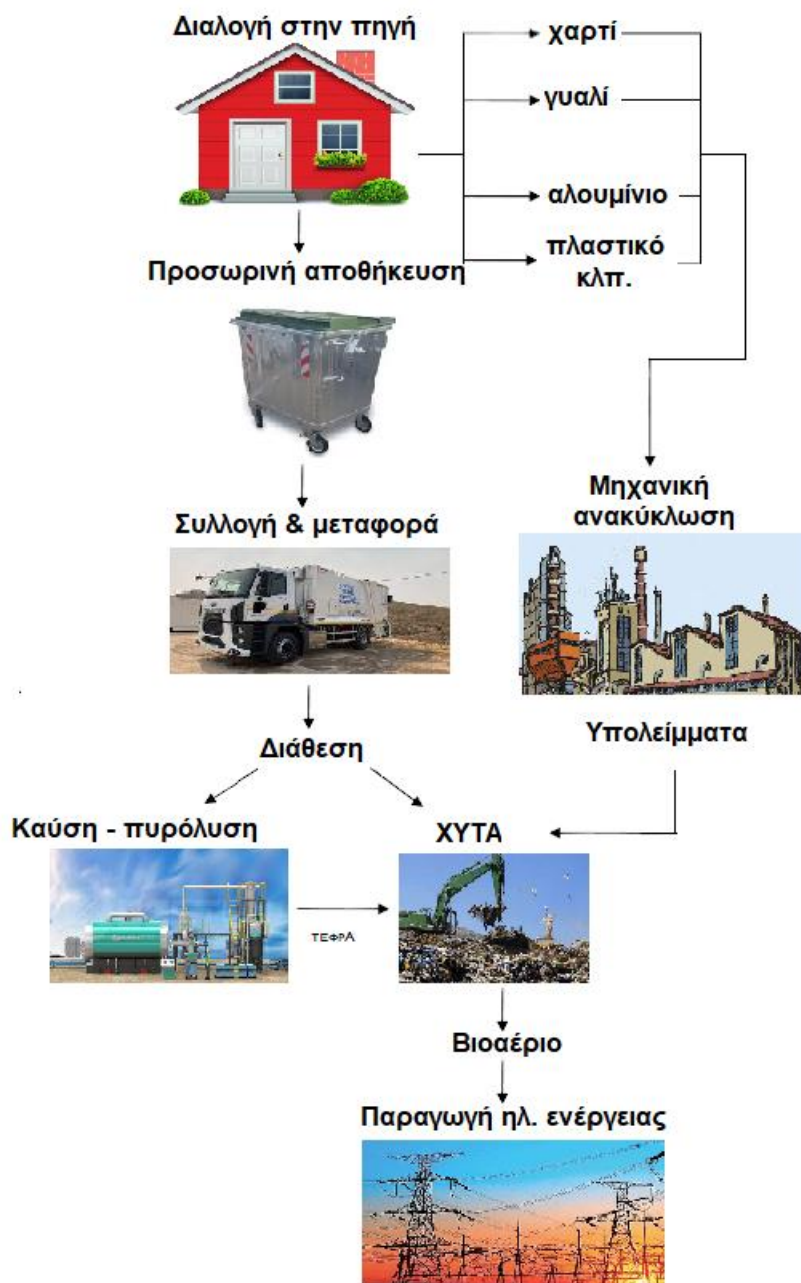 Διαλογή στην πηγή
χαρτί
γυαλί
αλουμίνιο
πλαστικό
κλπ.
Προσωρινή αποθήκευση
Συλλογή & μεταφορά
Μηχανική
ανακύκλωση
Διάθεση
Υπολείμματα
Καύση - πυρόλυση
ΧΥΤΑ
ΤΕΦΡΑ
Βιοαέριο
Παραγωγή ηλ. ενέργειας